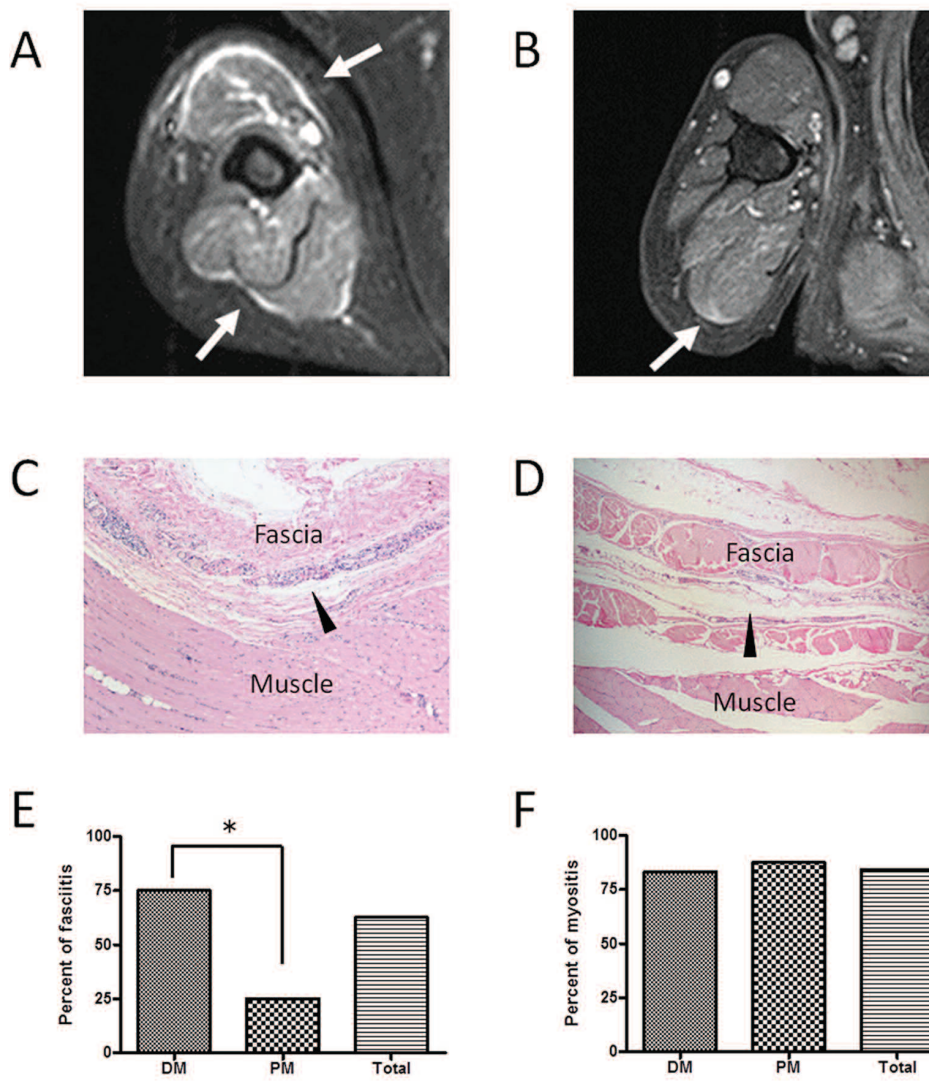 A
B
C
Fascia
Muscle
D
Fascia
Muscle
E
Percent of fasciitis
100
75
50
25
0
*
DM PM Total
F
Percent of myositis
100
75
50
25
0
DM PM Total